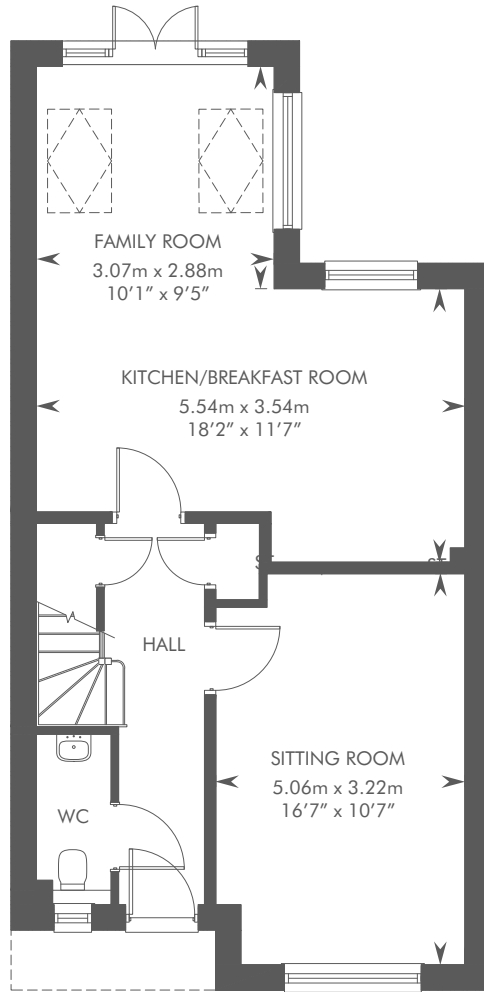 FAMILY ROOM
3.07m x 2.88m
10’1” x 9’5”
KITCHEN/BREAKFAST ROOM
5.54m x 3.54m
18’2” x 11’7”
HALL
SITTING ROOM
5.06m x 3.22m
16’7” x 10’7”
WC